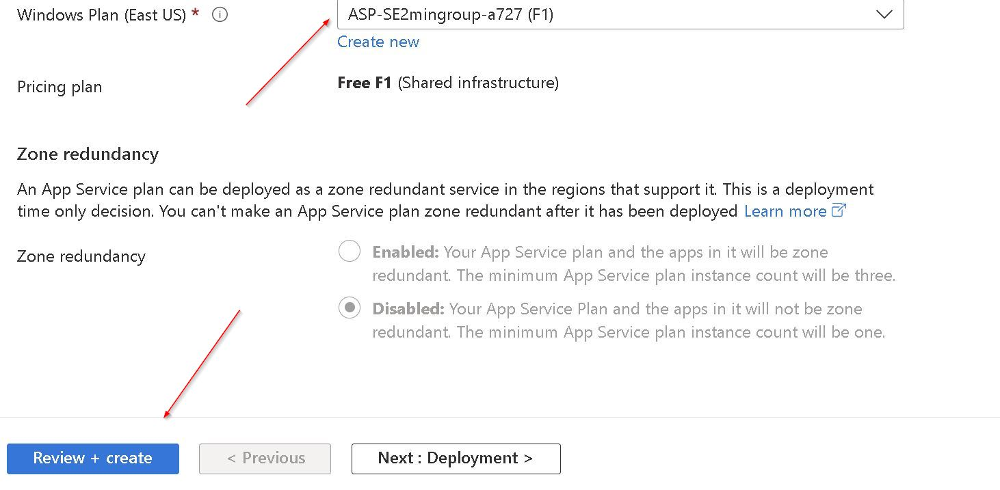 Windows Plan (East US) * ASP-SE2mingroup-a727 (F1)
Create new
Pricing plan Free F1 (Shared infrastructure)
Zone redundancy
An App Service plan can be deployed as a zone redundant service in the regions that support it. This is a deployment
time only decision. You can't make an App Service plan zone redundant after it has been deployed Learn more
Zone redundancy
Enabled: Your App Service plan and the apps in it will be zone
redundant. The minimum App Service plan instance count will be three.
Disabled: Your App Service Plan and the apps in it will not be zone
redundant. The minimum App Service plan instance count will be one.
Review + create < Previous Next : Deployment >